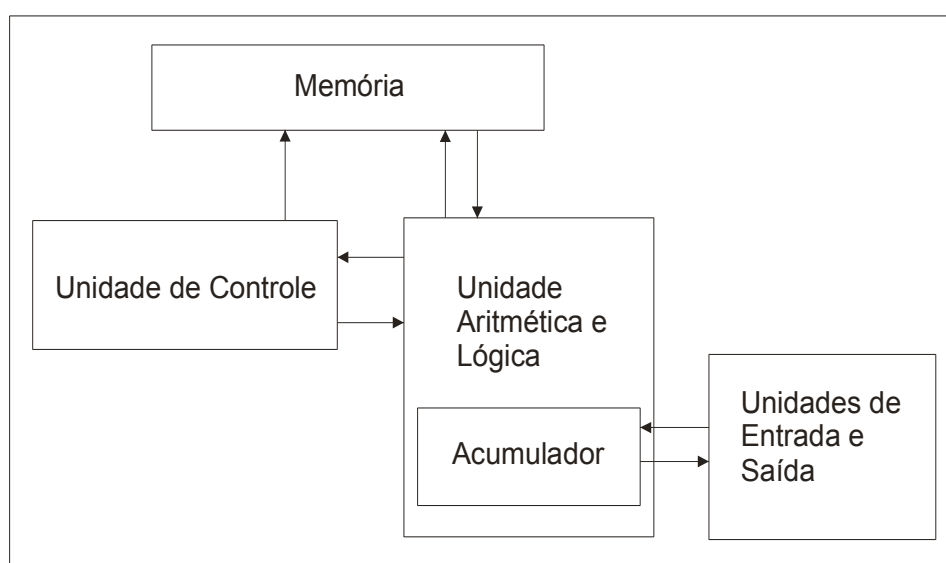 Memória
Unidade de Controle
Unidade
Aritmética e
Lógica
Acumulador
Unidades de
Entrada e
Saída